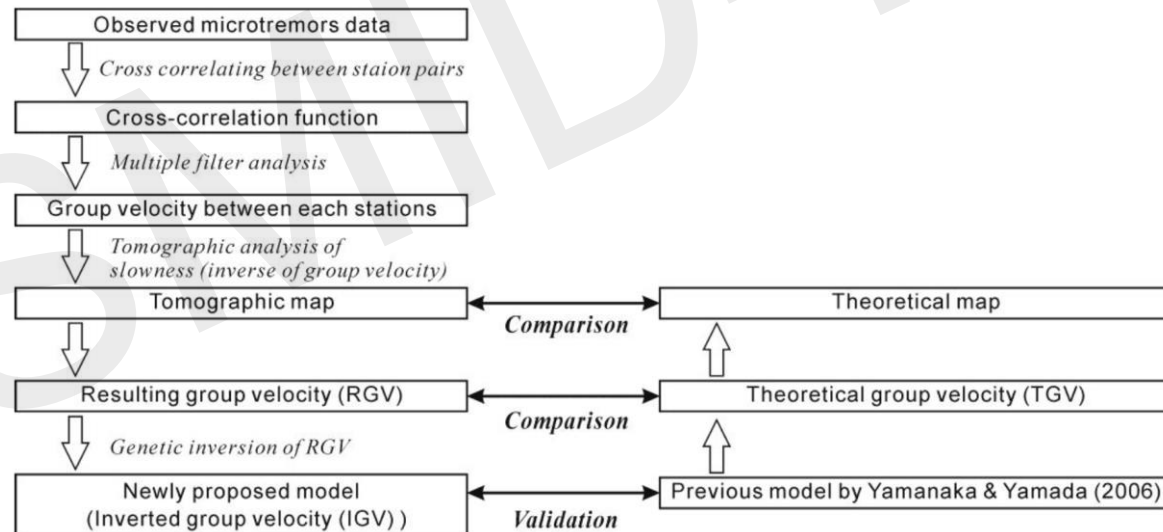 Observed microtremors data
Cross correlating between staion pairs
Cross-correlation function
Multiple filter analysis
Group velocity between each stations
Tomographic analysis of
slowness (inverse of group velocity)
Tomographic map
Comparison
Theoretical map
Resulting group velocity (RGV)
Comparison
Theoretical group velocity (TGV)
Genetic inversion of RGV
Newly proposed model
(Inverted group velocity (IGV) )
Validation
Previous model by Yamanaka & Yamada (2006)
SMID